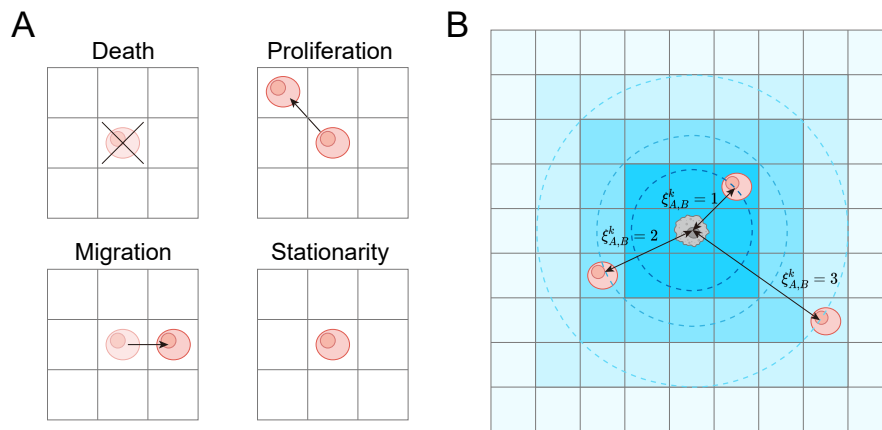 A
Death
Proliferation
Migration
Stationarity
B
ξ^k_{A,B} = 1
ξ^k_{A,B} = 2
ξ^k_{A,B} = 3